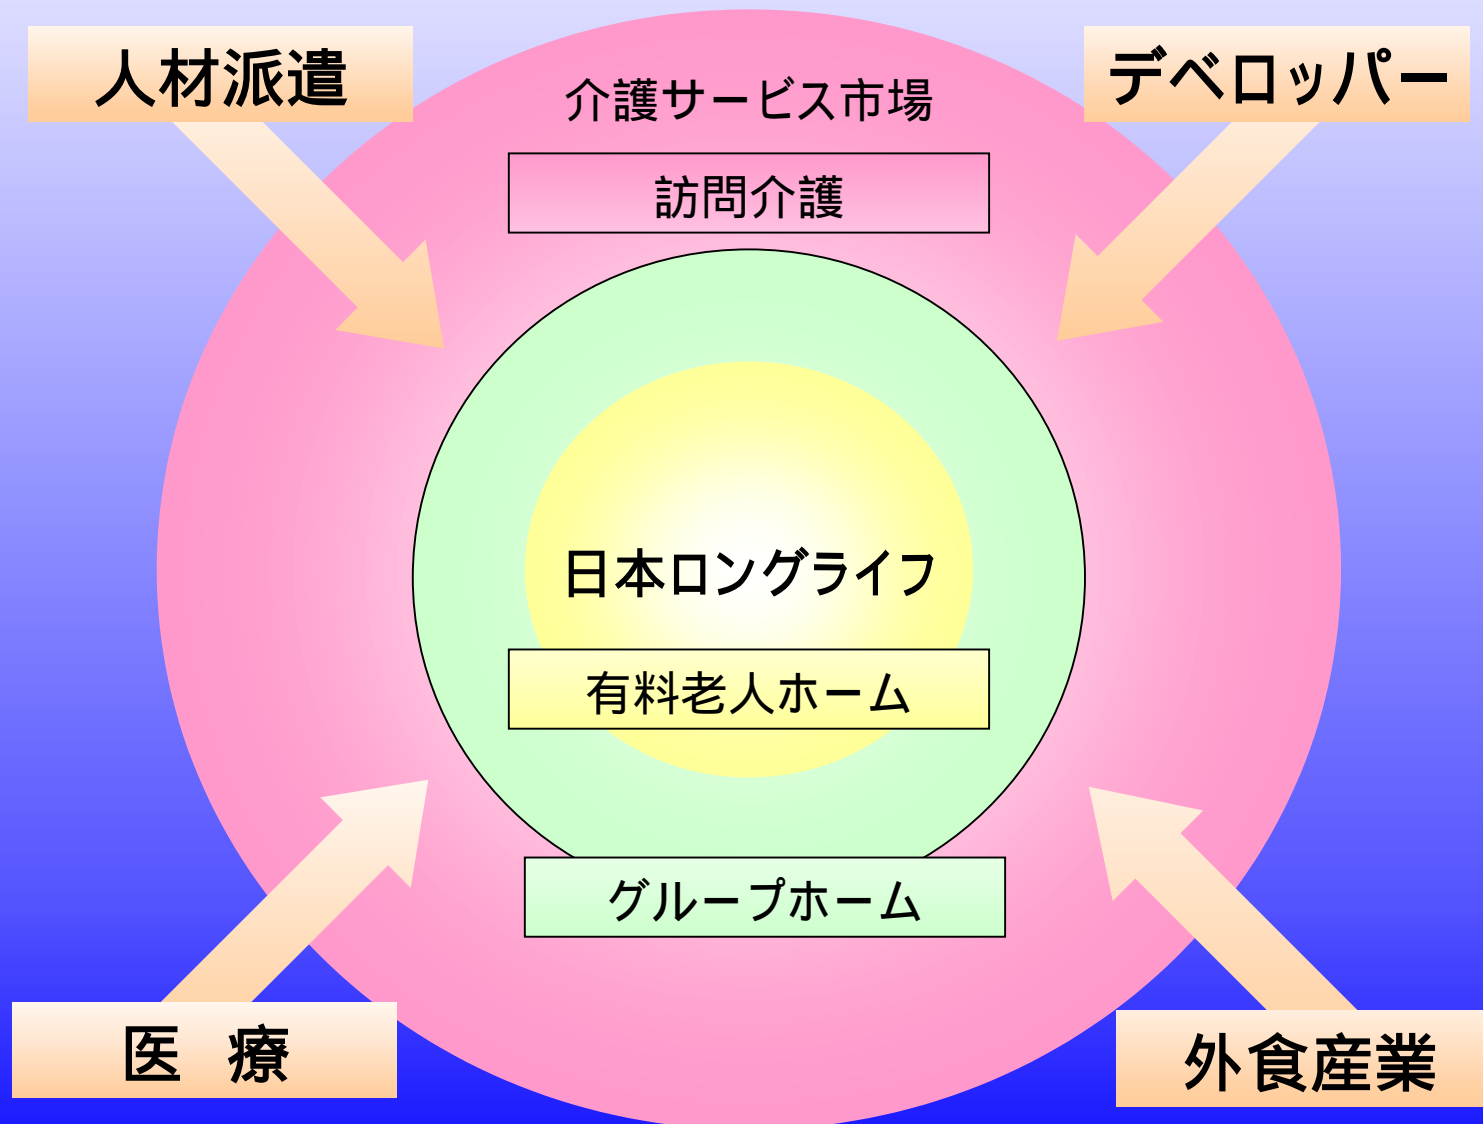 人材派遣
デベロッパー
介護サービス市場
訪問介護
日本ロングライフ
有料老人ホーム
グループホーム
医　療
外食産業